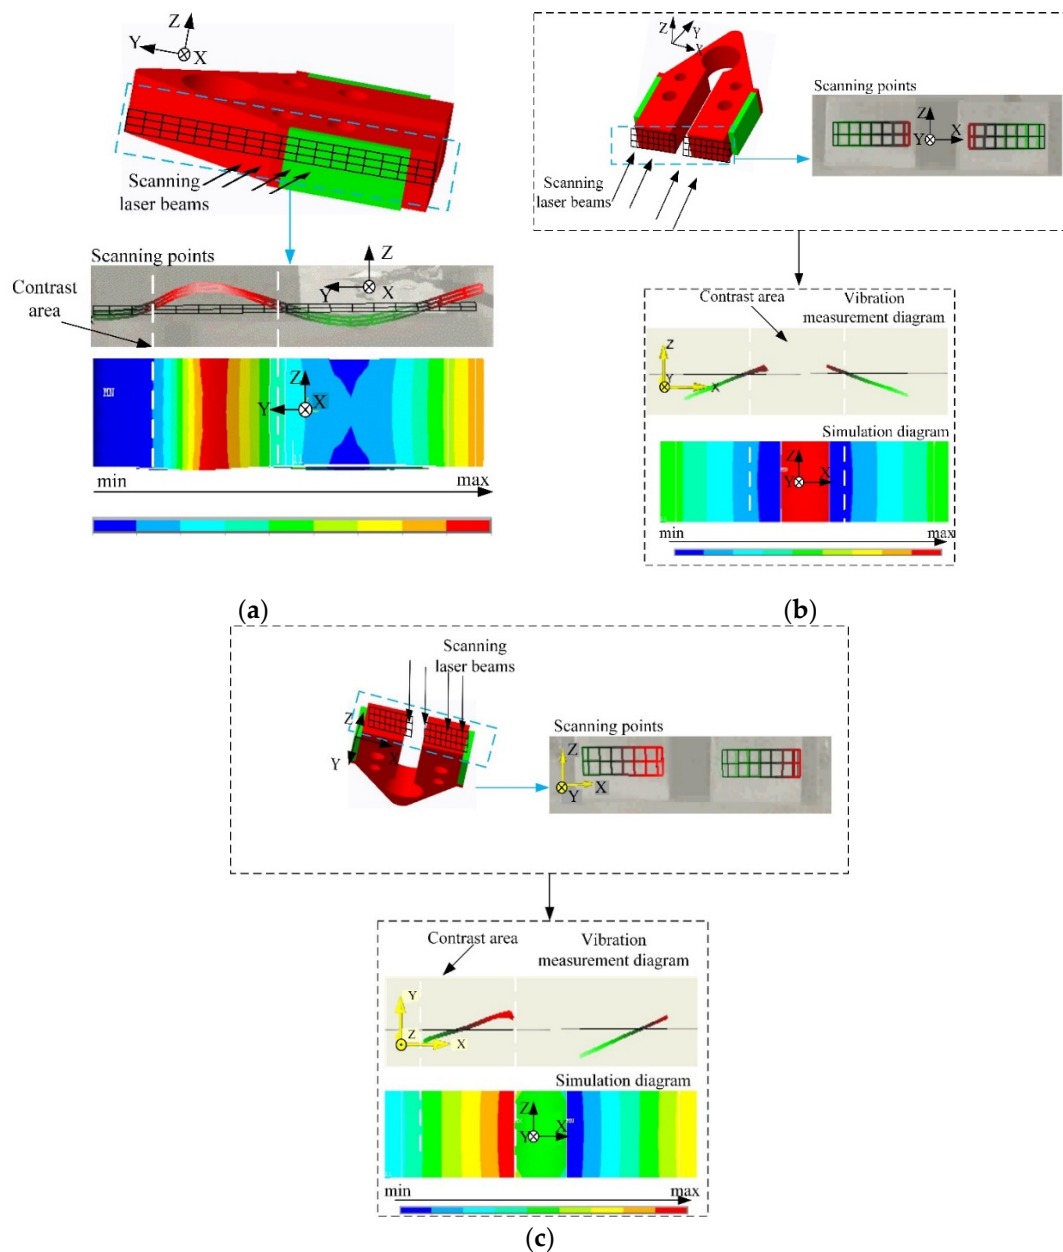 Z
Y
X
Scanning
laser beams
Scanning points
Z
Y
X
Contrast
area
Z
Y
X
min
max
(a)
Z
Y
X
Scanning
laser beams
Scanning points
Z
Y
X
Contrast area
Vibration
measurement diagram
Z
Y
X
Simulation diagram
Z
Y
X
min
max
(b)
Scanning
laser beams
Z
Y
Scanning points
Z
X
Y
Contrast area
Vibration
measurement diagram
Y
Z
X
Simulation diagram
Z
Y
X
min
max
(c)